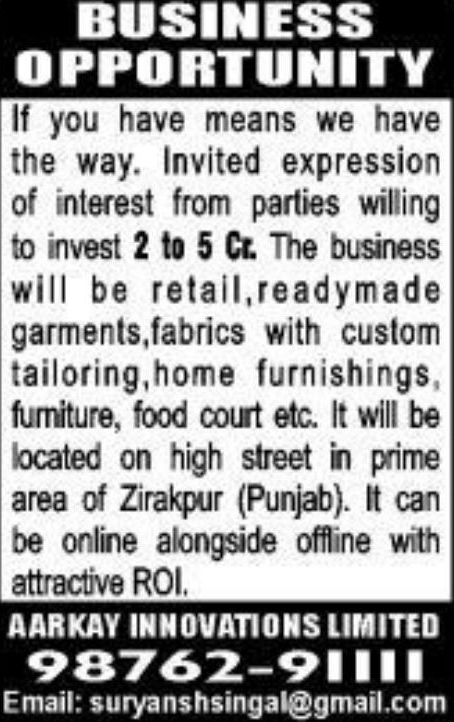 BUSINESS
OPPORTUNITY
If you have means we have
the way. Invited expression
of interest from parties willing
to invest 2 to 5 Cr. The business
will be retail,readymade
garments,fabrics with custom
tailoring,home furnishings,
furniture, food court etc. It will be
located on high street in prime
area of Zirakpur (Punjab). It can
be online alongside offline with
attractive ROI.
AARKAY INNOVATIONS LIMITED
98762-91111
Email: suryanshsingal@gmail.com